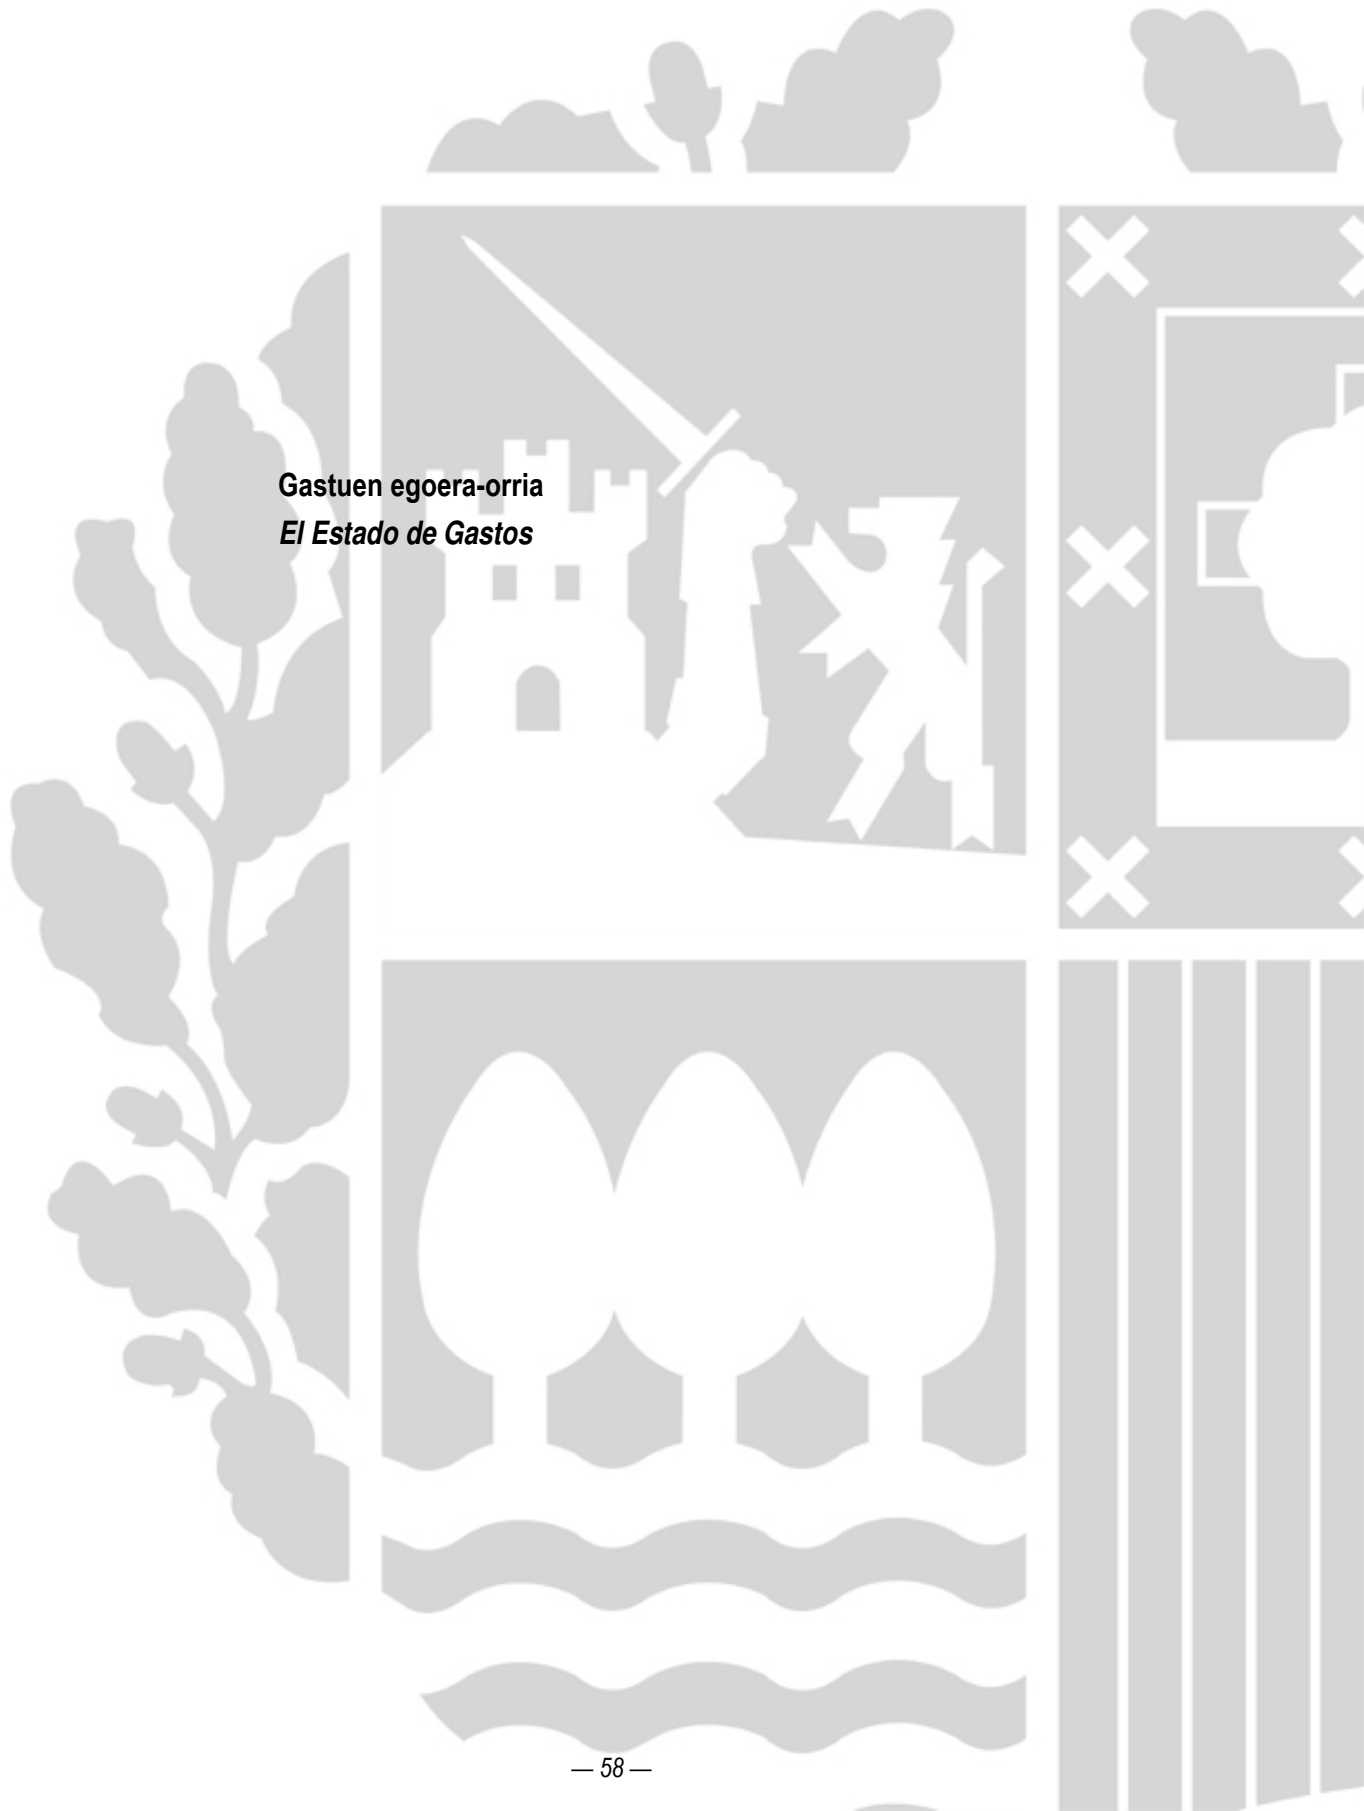 Gastuen egoera-orria
El Estado de Gastos
— 58 —